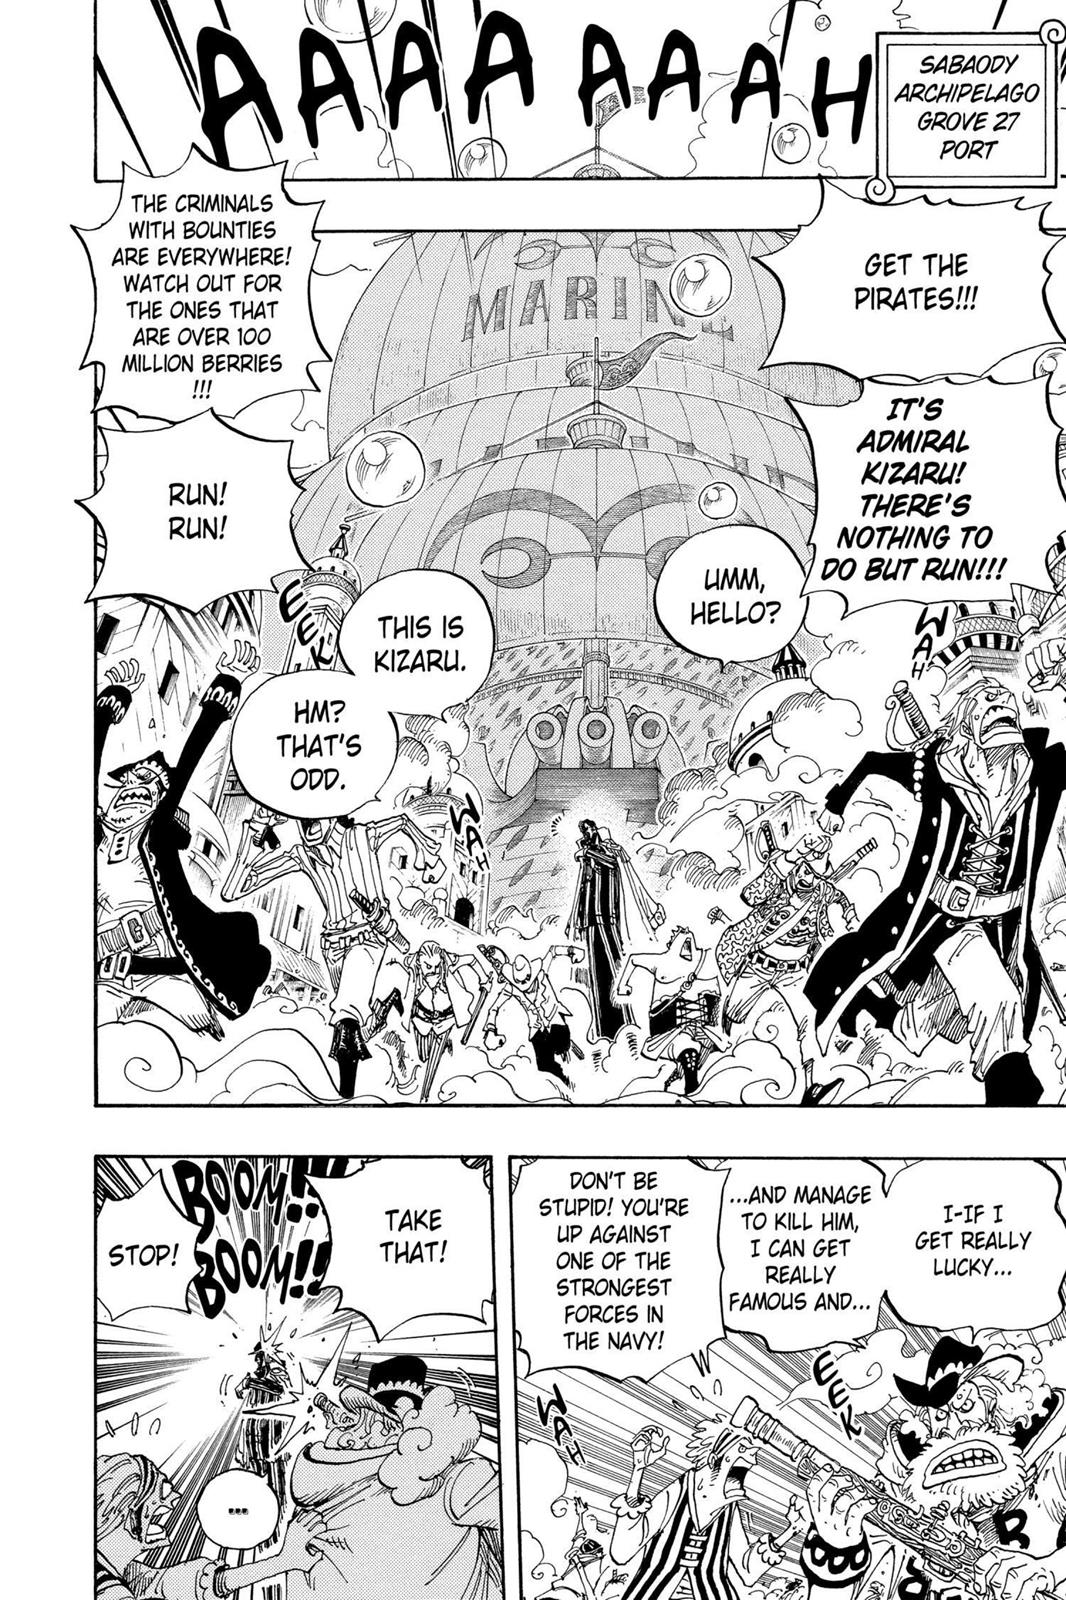 AAAAAAAH
SABAODY
ARCHIPELAGO
GROVE 27
PORT
GET THE
PIRATES!!!
IT'S
ADMIRAL
KIZARU!
THERE'S
NOTHING TO
DO BUT RUN!!!
MARINE
THE CRIMINALS
WITH BOUNTIES
ARE EVERYWHERE!
WATCH OUT FOR
THE ONES THAT
ARE OVER 100
MILLION BERRIES
!!!
RUN!
RUN!
UMM,
HELLO?
THIS IS
KIZARU.
HM?
THAT'S
ODD.
WAH
EEK
WAH
I-IF I
GET REALLY
LUCKY...
...AND MANAGE
TO KILL HIM,
I CAN GET
REALLY
FAMOUS AND...
DON'T BE
STUPID! YOU'RE
UP AGAINST
ONE OF THE
STRONGEST
FORCES IN
THE NAVY!
EEK
WAH
TAKE
THAT!
BOOM!!
BOOM!!
STOP!
...